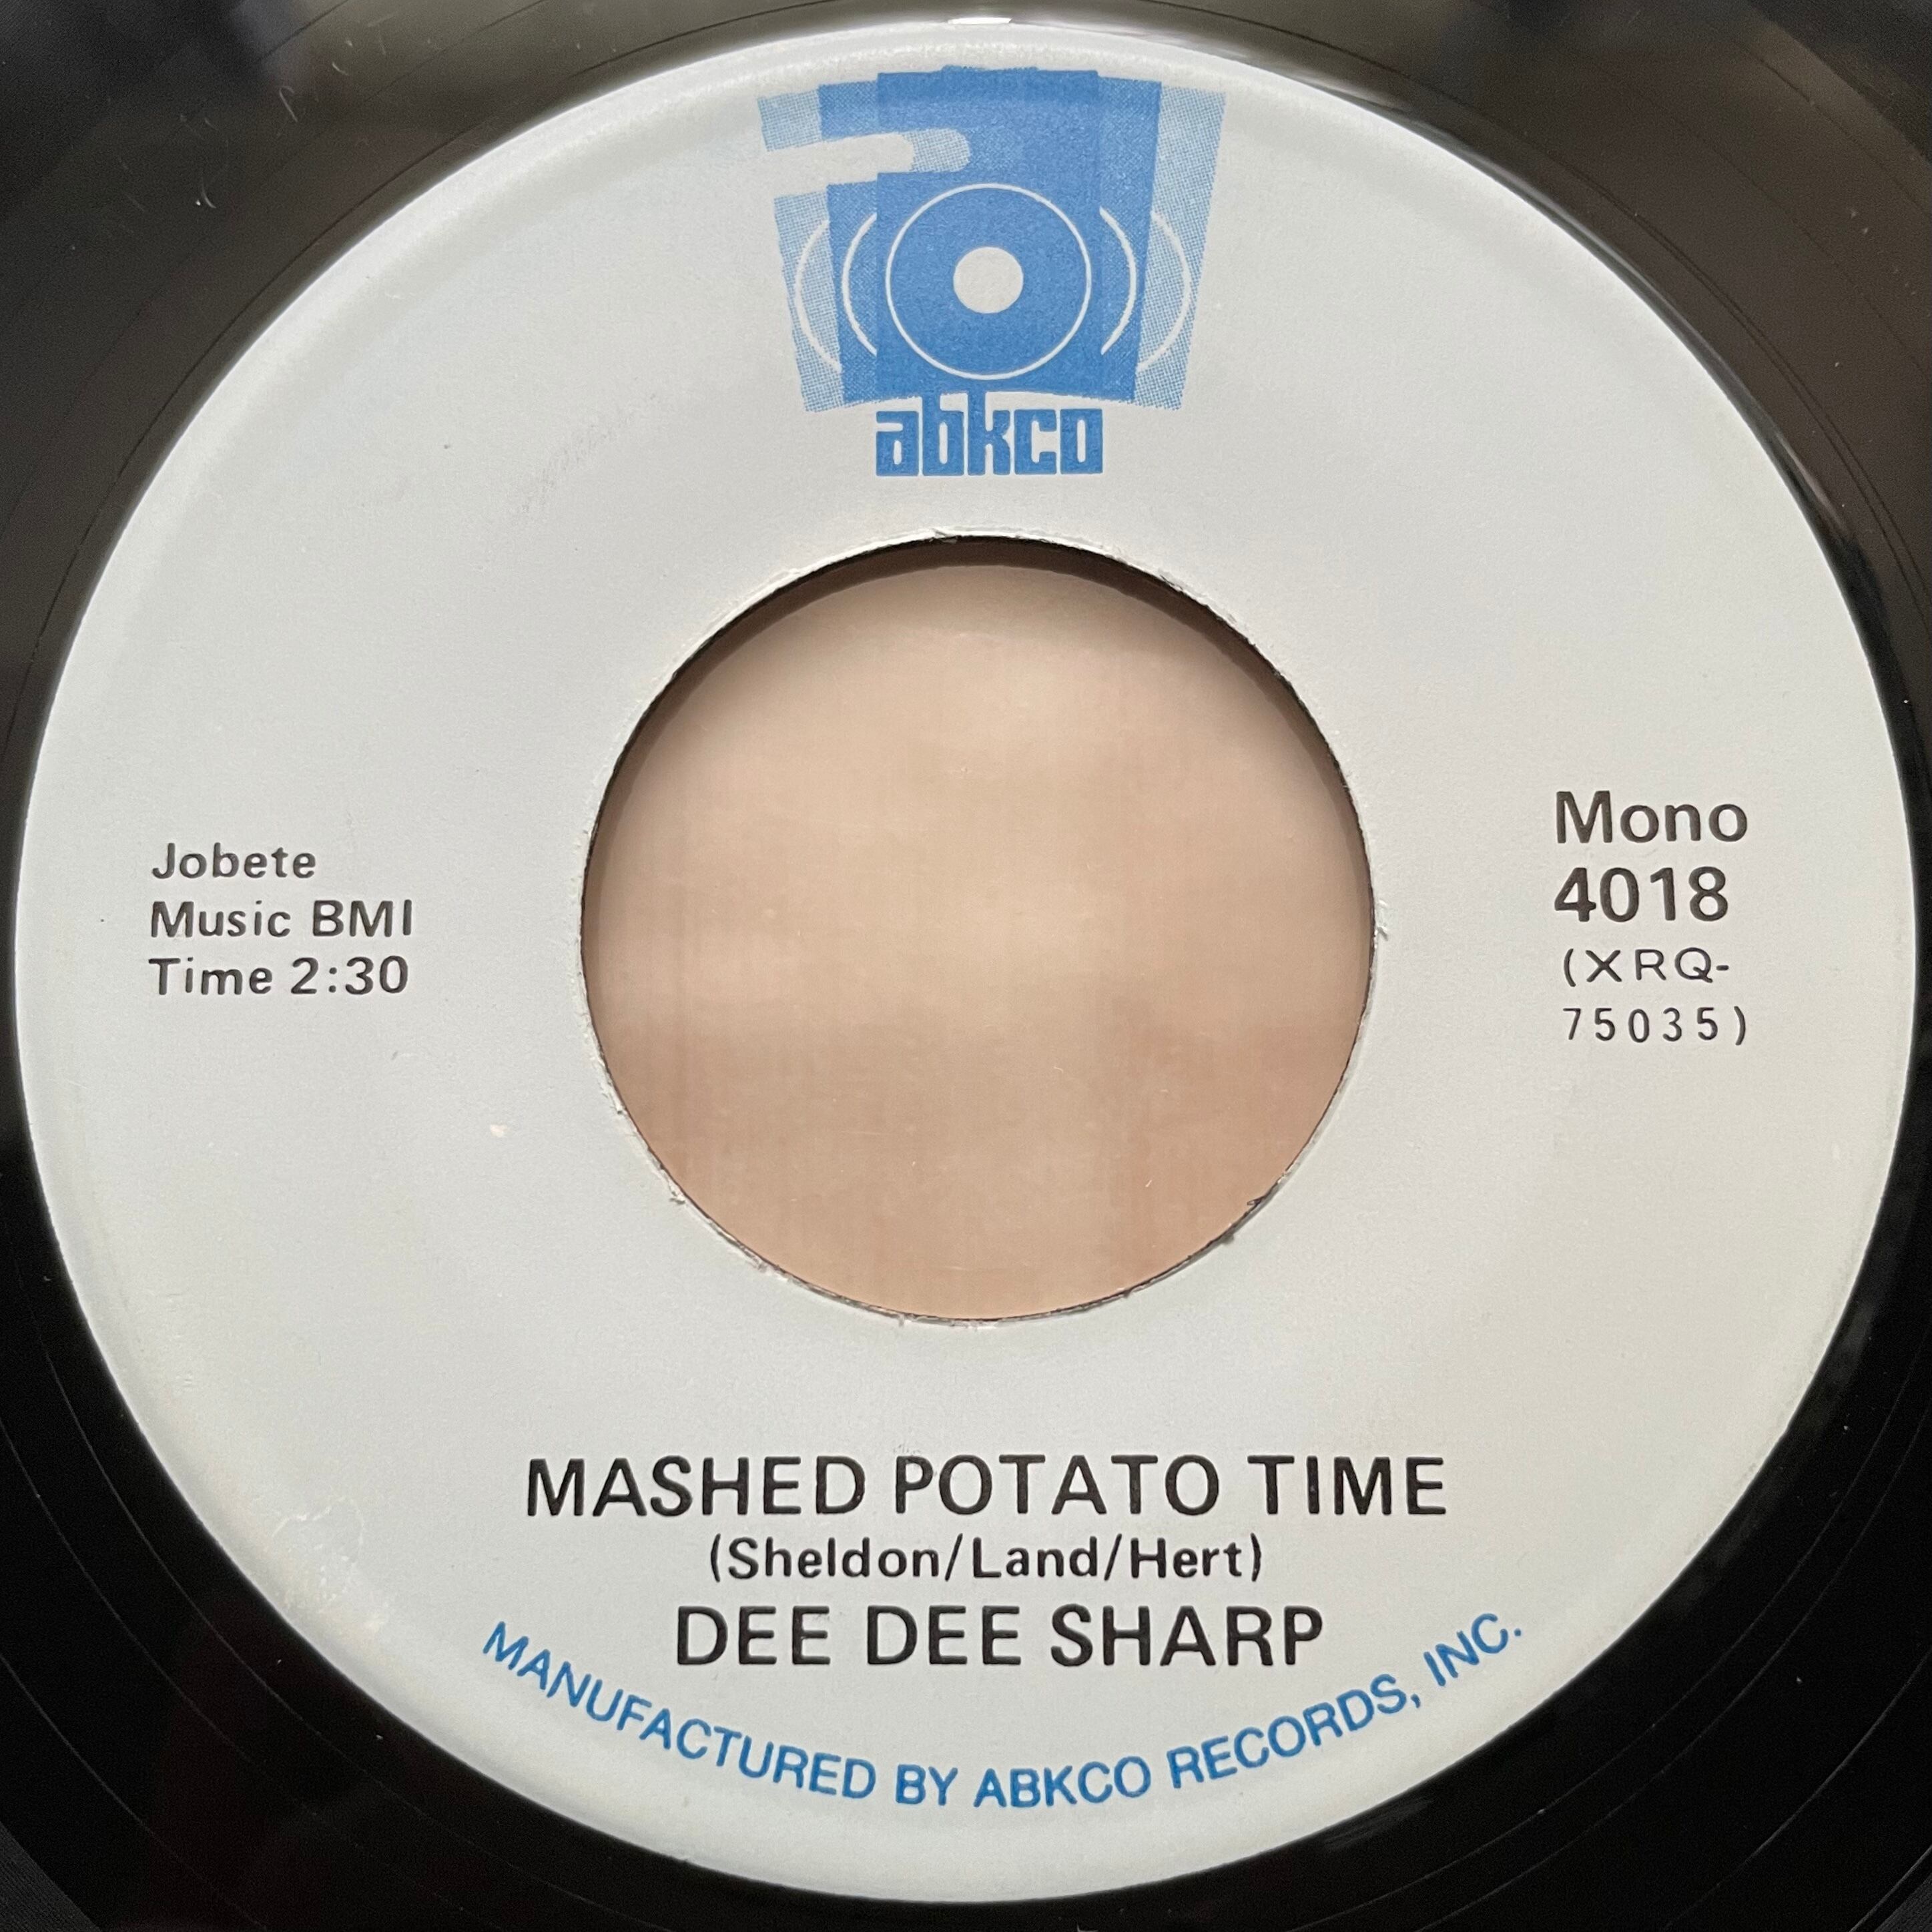 abkco
Jobete
Music BMI
Time 2:30
Mono
4018
(XRQ-
75035)
MASHED POTATO TIME
(Sheldon/Land/Hert)
DEE DEE SHARP
MANUFACTURED BY ABKCO RECORDS, INC.